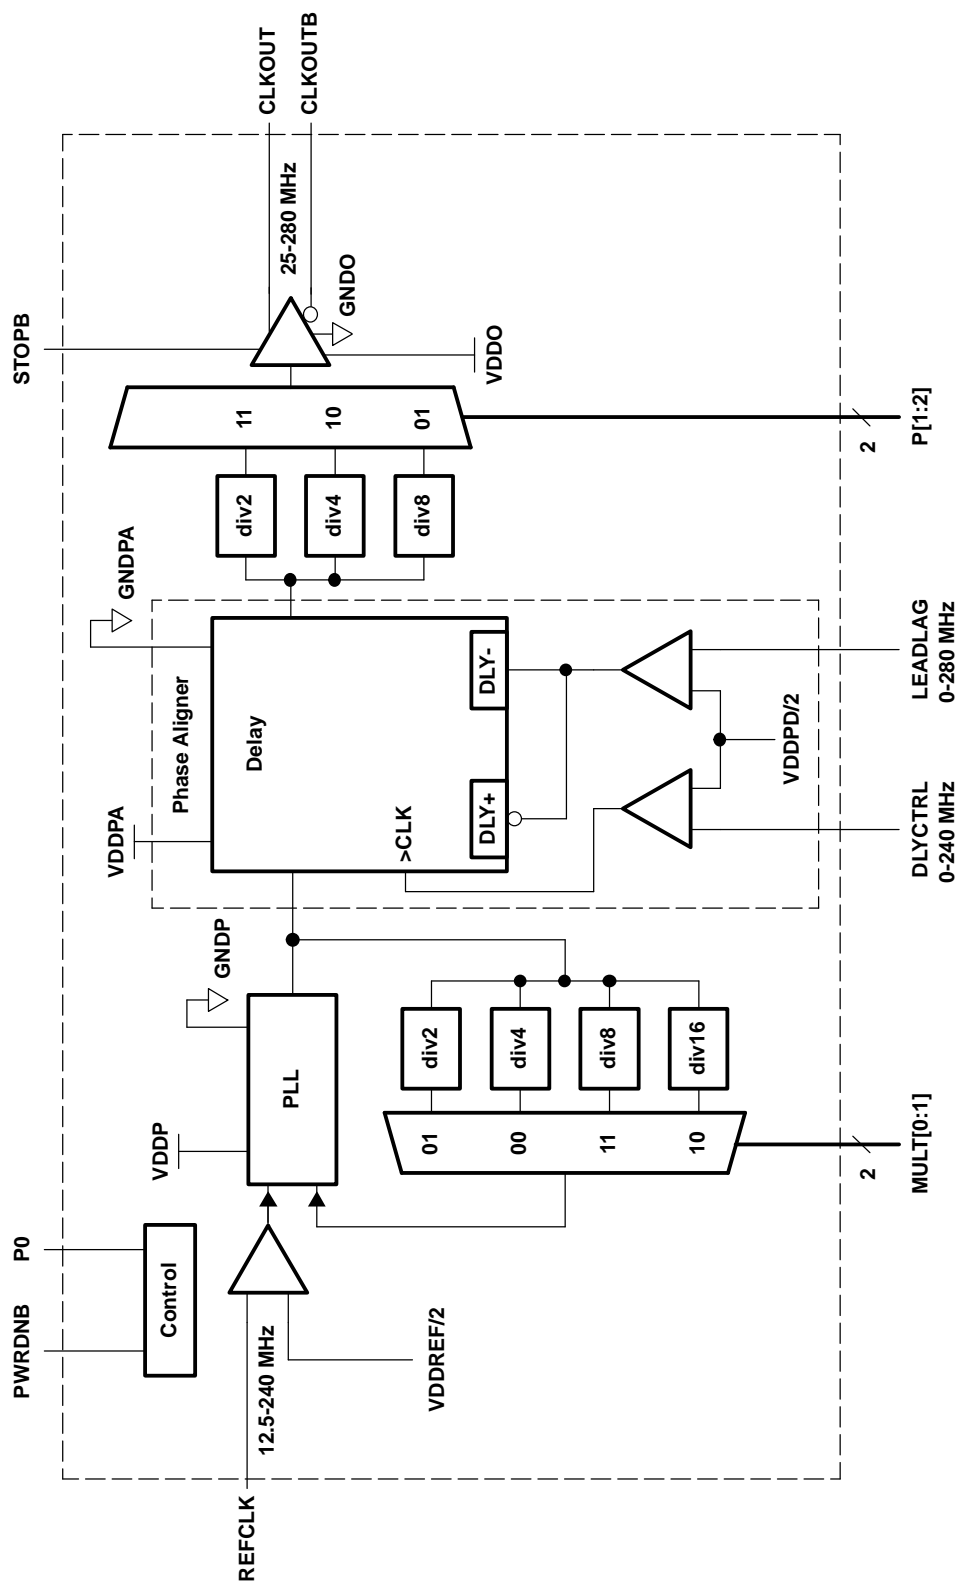 PWRDNB
P0
STOPB
Control
VDDP
GNDP
VDDPA
GNDPA
Phase Aligner
REFCLK
12.5-240 MHz
PLL
Delay
>CLK
DLY+
DLY-
div2
div4
div8
11
10
01
CLKOUT
25-280 MHz
CLKOUTB
GNDO
VDDO
VDDREF/2
01
00
11
10
div2
div4
div8
div16
VDDPD/2
2
2
MULT[0:1]
DLYCTRL
0-240 MHz
LEADLAG
0-280 MHz
P[1:2]